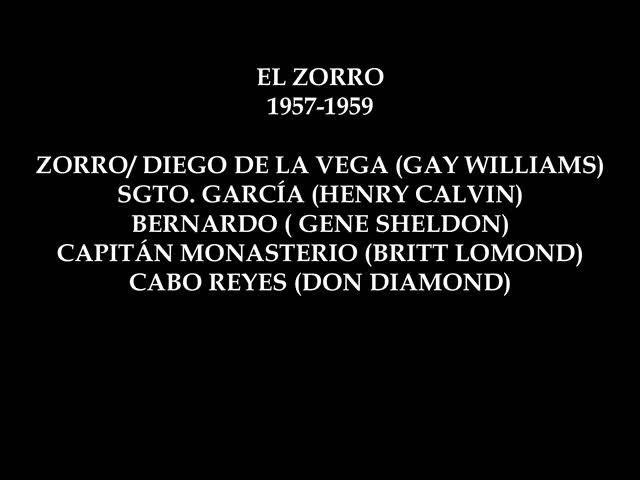 EL ZORRO
1957-1959
ZORRO/ DIEGO DE LA VEGA (GAY WILLIAMS)
SGTO. GARCÍA (HENRY CALVIN)
BERNARDO ( GENE SHELDON)
CAPITÁN MONASTERIO (BRITT LOMOND)
CABO REYES (DON DIAMOND)